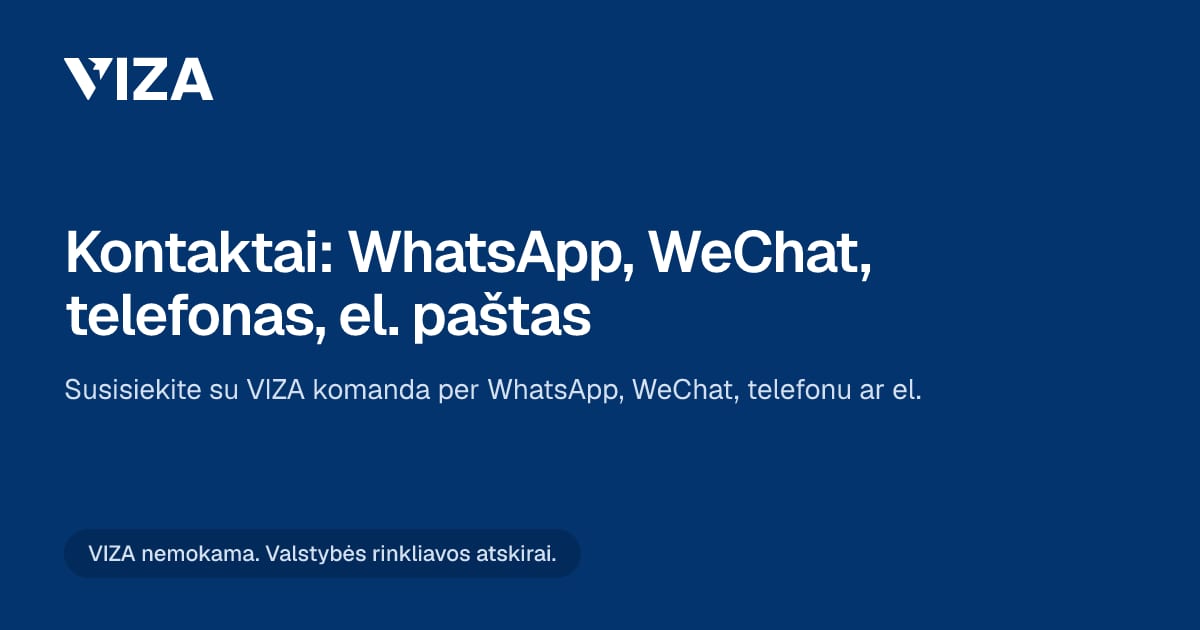 VIZA
Kontaktai: WhatsApp, WeChat,
telefonas, el. paštas
Susisiekite su VIZA komanda per WhatsApp, WeChat, telefonu ar el.
VIZA nemokama. Valstybės rinkliavos atskirai.